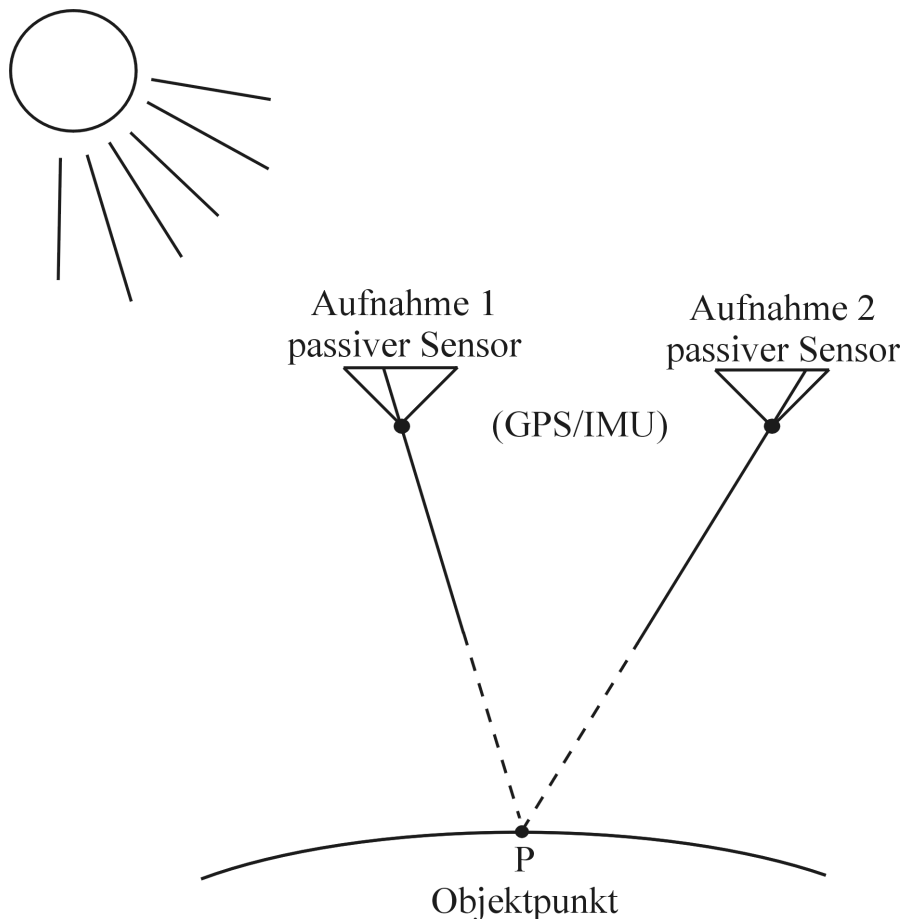 Aufnahme 1
passiver Sensor
Aufnahme 2
passiver Sensor
(GPS/IMU)
P
Objektpunkt